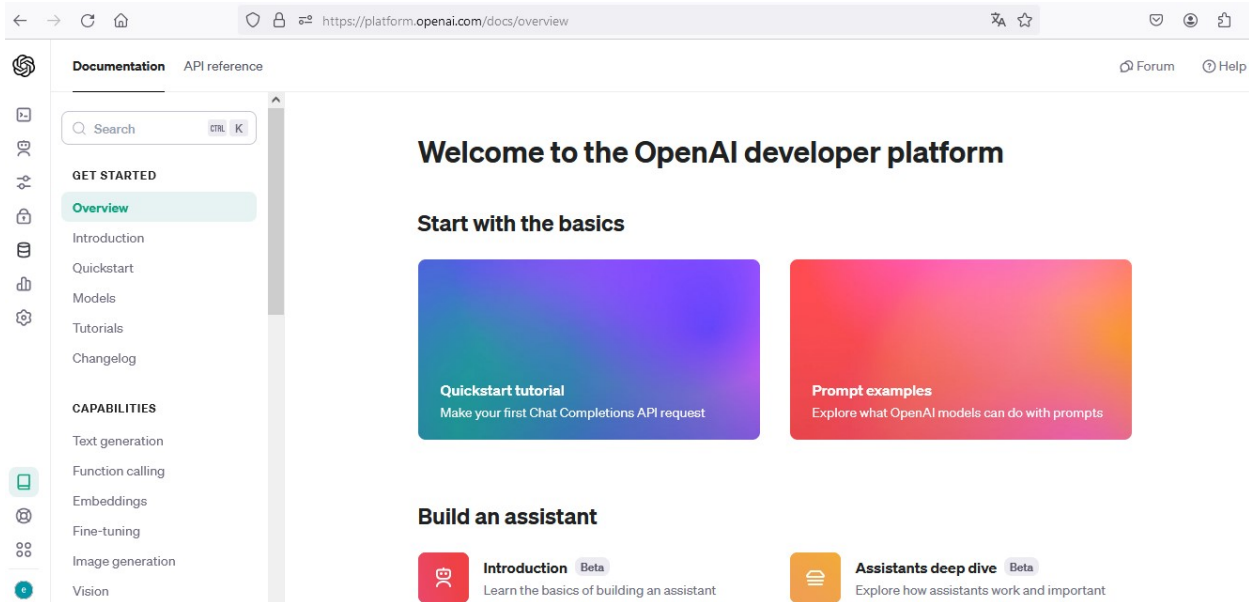 https://platform.openai.com/docs/overview
Documentation API reference
Forum Help
Search CTRL K
GET STARTED
Overview
Introduction
Quickstart
Models
Tutorials
Changelog
CAPABILITIES
Text generation
Function calling
Embeddings
Fine-tuning
Image generation
Vision
e
Welcome to the OpenAI developer platform
Start with the basics
Quickstart tutorial
Make your first Chat Completions API request
Prompt examples
Explore what OpenAI models can do with prompts
Build an assistant
Introduction Beta
Learn the basics of building an assistant
Assistants deep dive Beta
Explore how assistants work and important